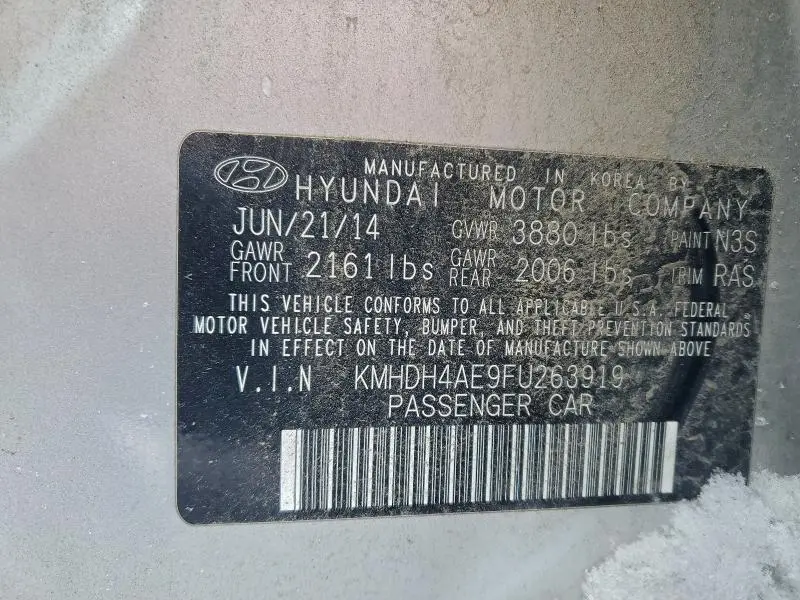 MANUFACTURED IN KOREA BY
HYUNDAI MOTOR COMPANY
JUN/21/14 GVWR 3880 lbs PAINT N3S
GAWR FRONT 2161 lbs GAWR REAR 2006 lbs TRIM RAS
THIS VEHICLE CONFORMS TO ALL APPLICABLE U.S.A. FEDERAL
MOTOR VEHICLE SAFETY, BUMPER, AND THEFT PREVENTION STANDARDS
IN EFFECT ON THE DATE OF MANUFACTURE SHOWN ABOVE
V.I.N KMHDH4AE9FU263919
PASSENGER CAR